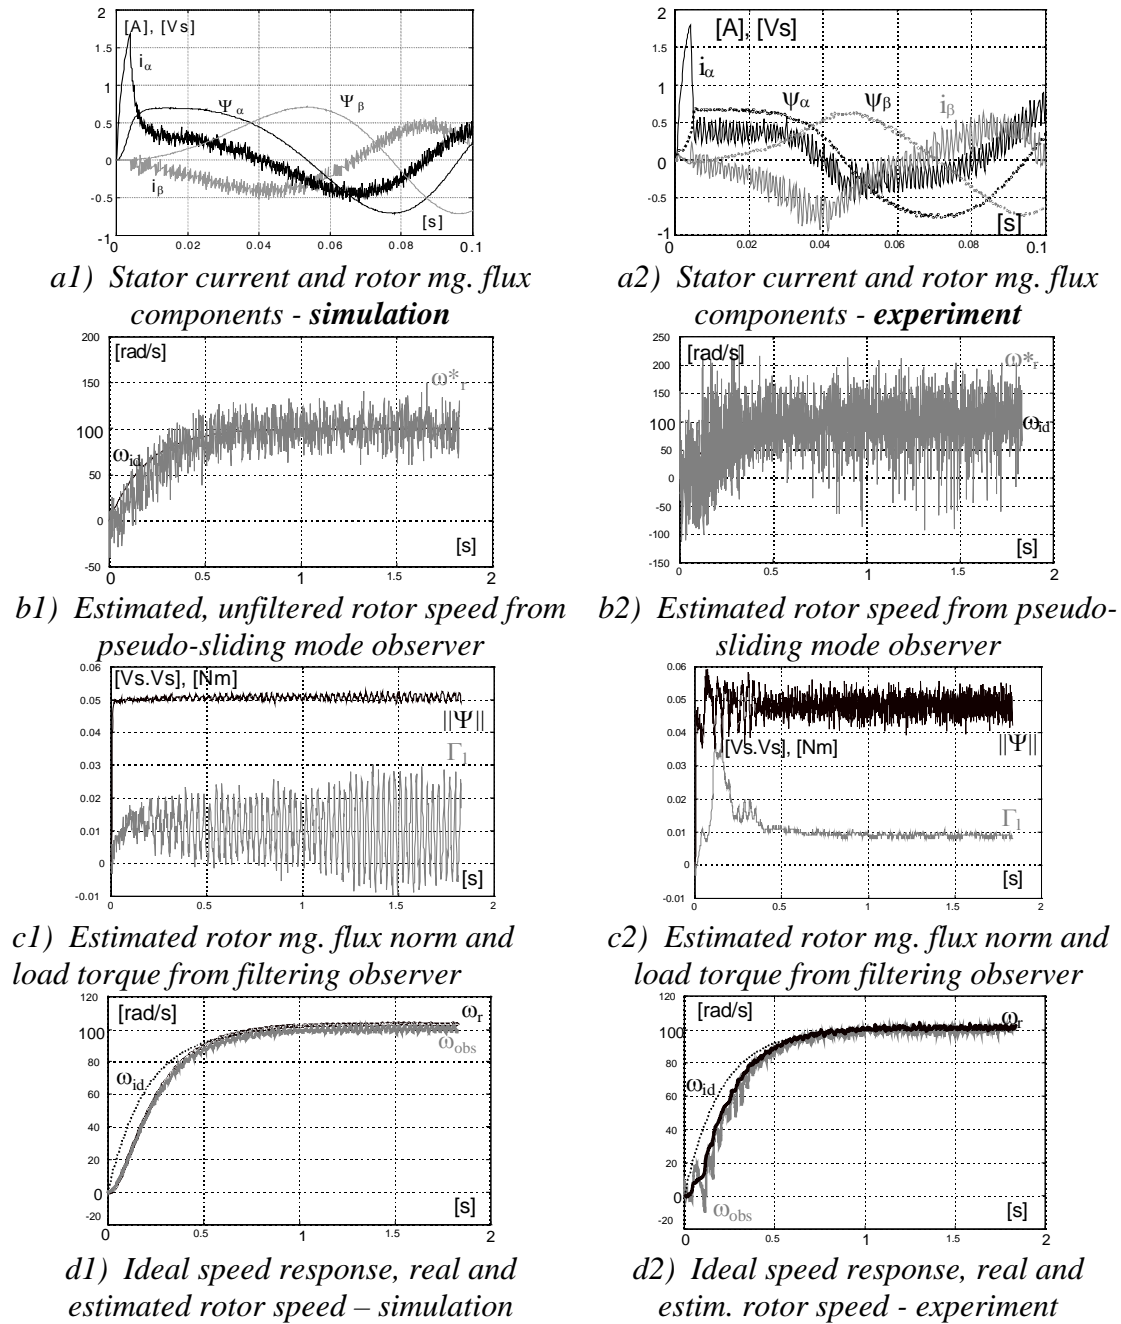 2
1.5
1
0.5
0
-0.5
-1
[A], [Vs]
i α
Ψ α
Ψ β
i β
[s]
0 0.02 0.04 0.06 0.08 0.1
2
1.5
1
0.5
0
-0.5
-1
[A], [Vs]
i α
ψ α
ψ β
i β
[s]
0 0.02 0.04 0.06 0.08 0.1
a1) Stator current and rotor mg. flux
components - simulation
a2) Stator current and rotor mg. flux
components - experiment
200
150
100
50
0
-50
[rad/s]
ω*r
ωid
[s]
0 0.5 1 1.5 2
250
200
150
100
50
0
-50
-100
-150
[rad/s]
ω*r
ωid
[s]
0 0.5 1 1.5 2
b1) Estimated, unfiltered rotor speed from
pseudo-sliding mode observer
b2) Estimated rotor speed from pseudo-
sliding mode observer
0.06
0.05
0.04
0.03
0.02
0.01
0
-0.01
[Vs.Vs], [Nm]
||Ψ||
Γl
[s]
0 0.5 1 1.5 2
0.06
0.05
0.04
0.03
0.02
0.01
0
-0.01
[Vs.Vs], [Nm]
||Ψ||
Γl
[s]
0 0.5 1 1.5 2
c1) Estimated rotor mg. flux norm and
load torque from filtering observer
c2) Estimated rotor mg. flux norm and
load torque from filtering observer
120
100
80
60
40
20
0
-20
[rad/s]
ωr
ωobs
ωid
[s]
0 0.5 1 1.5 2
120
100
80
60
40
20
0
-20
[rad/s]
ωr
ωid
ωobs
[s]
0 0.5 1 1.5 2
d1) Ideal speed response, real and
estimated rotor speed – simulation
d2) Ideal speed response, real and
estim. rotor speed - experiment